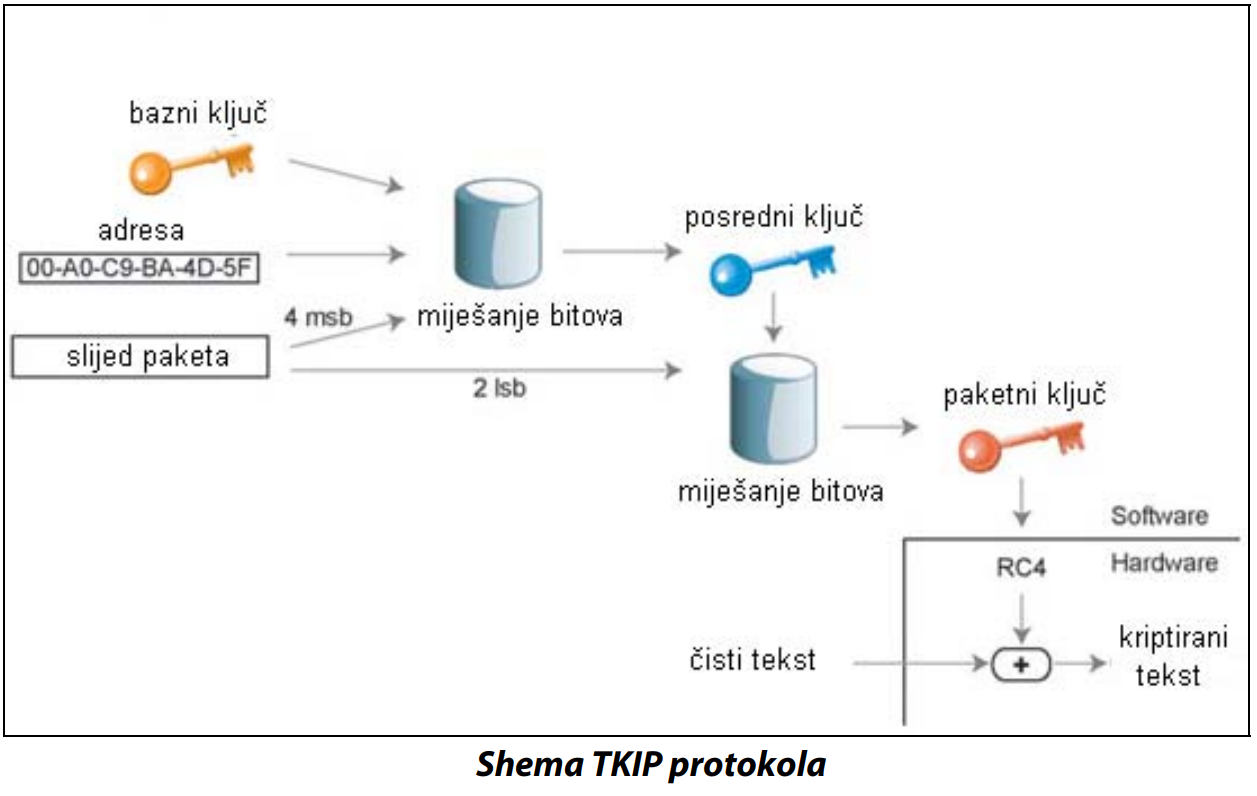 bazni ključ
adresa
00-A0-C9-BA-4D-5F
4 msb
slijed paketa
2 lsb
miješanje bitova
posredni ključ
miješanje bitova
paketni ključ
Software
Hardware
RC4
čisti tekst
+
kriptirani
tekst
Shema TKIP protokola